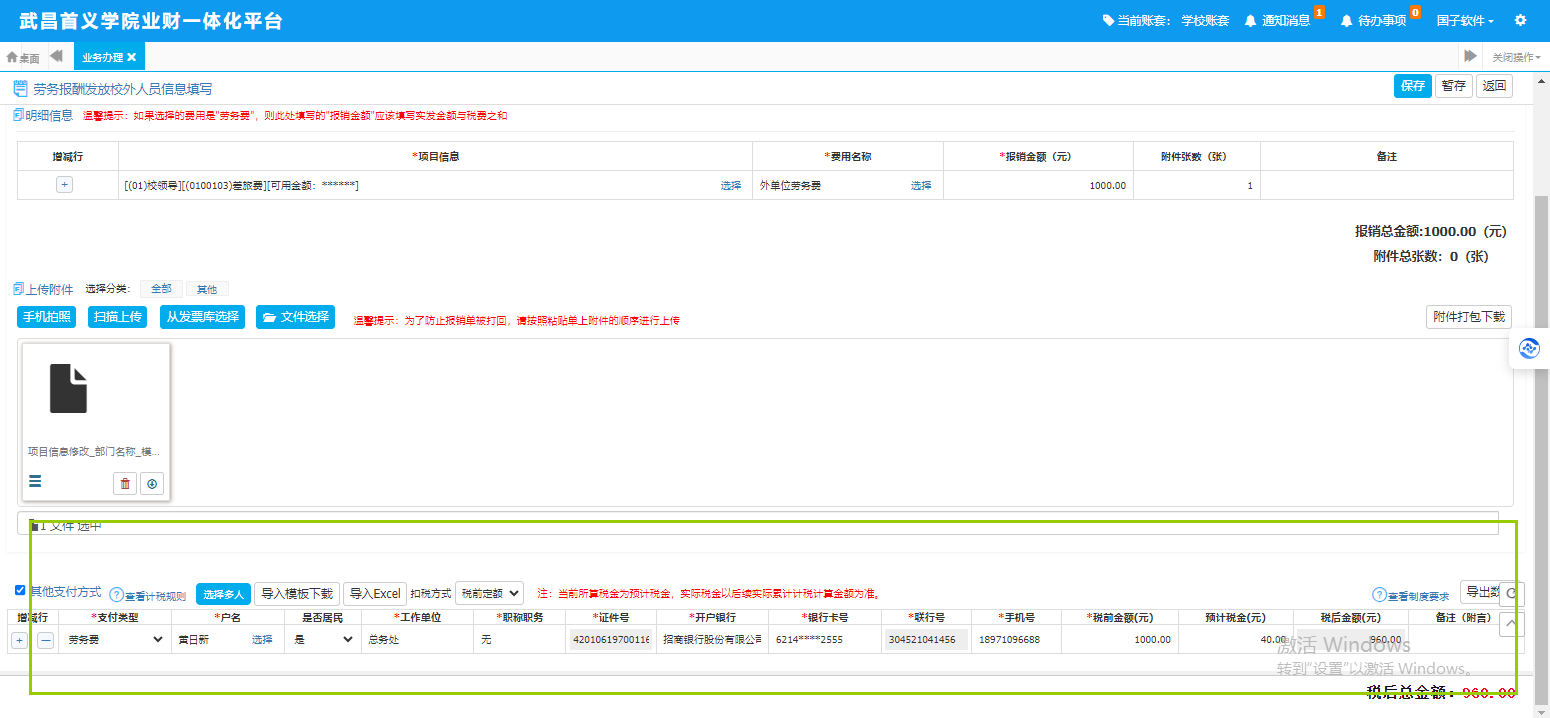 武昌首义学院业财一体化平台 当前账套： 学校账套 通知消息 1 待办事项 0 国子软件
桌面 业务办理 关闭操作
劳务报酬发放校外人员信息填写 保存 暂存 返回
明细信息 温馨提示：如果选择的费用是"劳务费"，则此处填写的"报销金额"应该填写实发金额与税费之和
增减行 *项目信息 *费用名称 *报销金额（元） 附件张数（张） 备注
+ [(01)校领导][(0100103)差旅费][可用金额：******] 选择 外单位劳务费 选择 1000.00 1
报销总金额:1000.00（元）
附件总张数：0（张）
上传附件 选择分类： 全部 其他
手机拍照 扫描上传 从发票库选择 文件选择 温馨提示：为了防止报销单被打回，请按照粘贴单上附件的顺序进行上传 附件打包下载
项目信息修改_部门名称_模...
1 文件 选中
其他支付方式 ?查看计税规则 选择多人 导入模板下载 导入Excel 扣税方式 税前定额 注：当前所算税金为预计税金，实际税金以后续实际累计计税计算金额为准。 ?查看制度要求 导出数
增减行 *支付类型 *户名 是否居民 *工作单位 *职称职务 *证件号 *开户银行 *银行卡号 *联行号 *手机号 *税前金额(元) 预计税金(元) 税后金额(元) 备注（附言）
+ − 劳务费 黄日新 选择 是 总务处 无 42010619700116 招商银行股份有限公司 6214****2555 304521041456 18971096688 1000.00 40.00 960.00
激活 Windows
转到"设置"以激活 Windows。
税后总金额：960.00